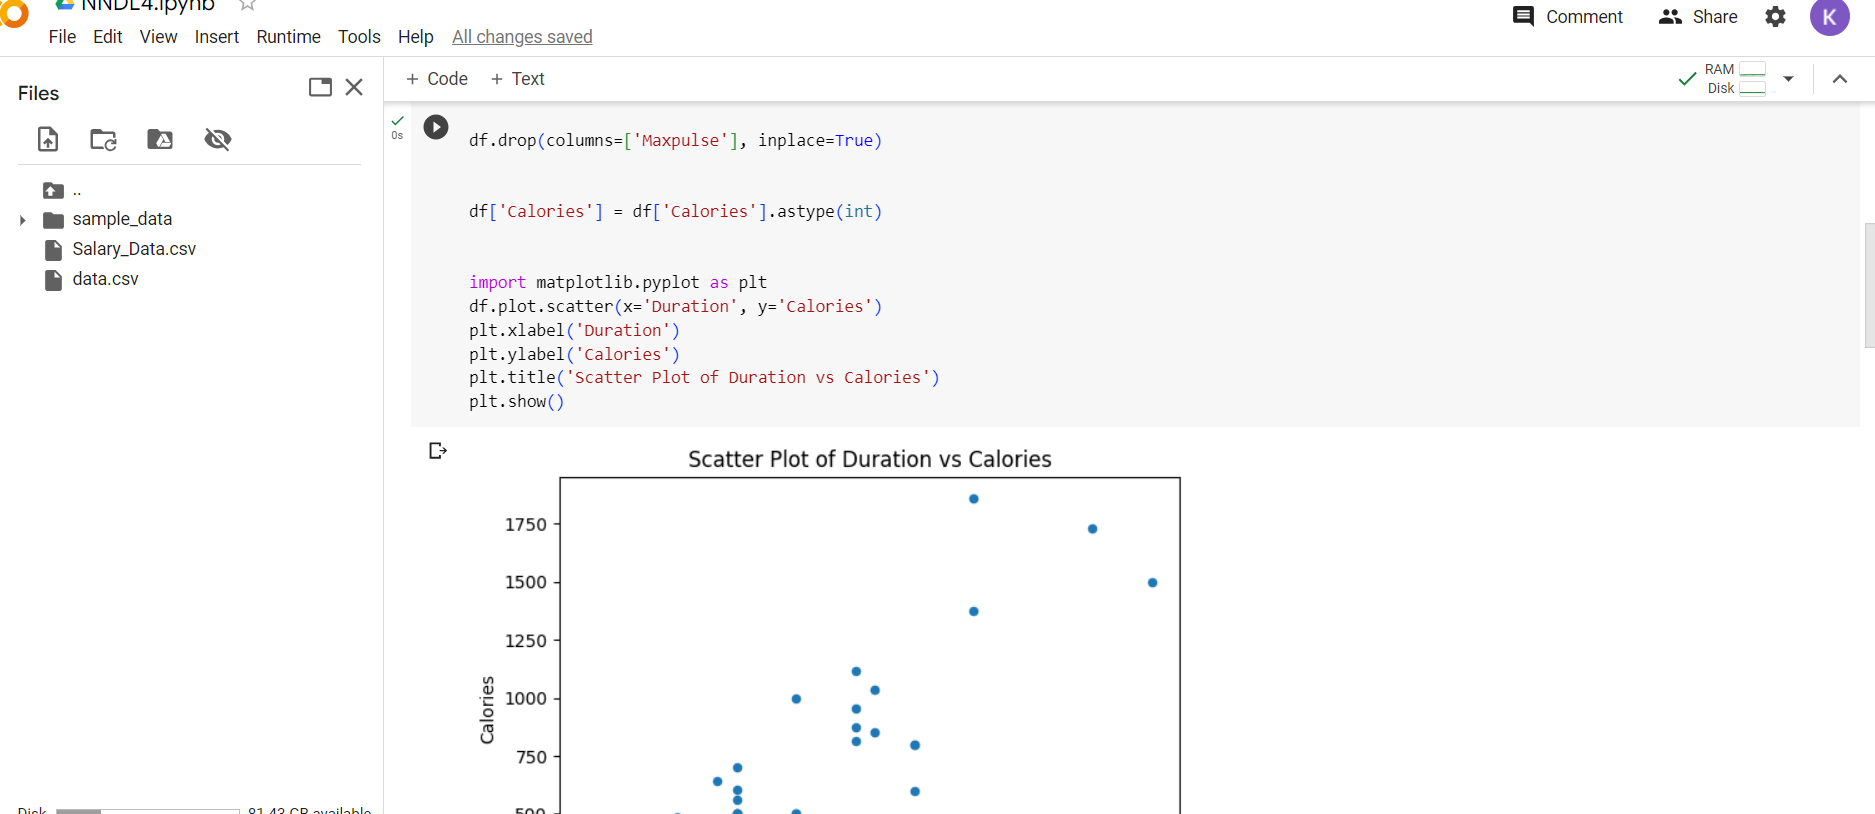 NNDL4.ipynb
Comment Share K
File Edit View Insert Runtime Tools Help All changes saved
Files
+ Code + Text
RAM
Disk
0s
..
sample_data
Salary_Data.csv
data.csv
df.drop(columns=['Maxpulse'], inplace=True)
df['Calories'] = df['Calories'].astype(int)
import matplotlib.pyplot as plt
df.plot.scatter(x='Duration', y='Calories')
plt.xlabel('Duration')
plt.ylabel('Calories')
plt.title('Scatter Plot of Duration vs Calories')
plt.show()
Scatter Plot of Duration vs Calories
1750
1500
1250
1000
750
500
Calories
Disk 81.43 GB available